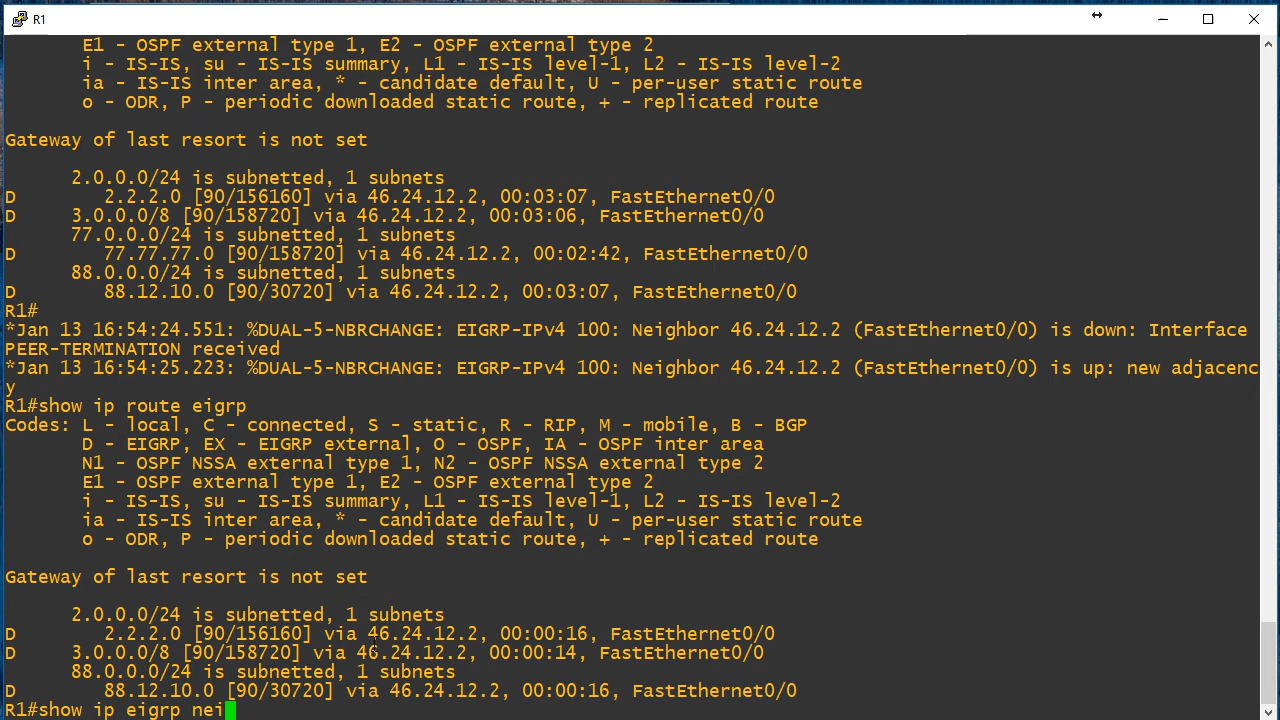 R1
E1 - OSPF external type 1, E2 - OSPF external type 2
i - IS-IS, su - IS-IS summary, L1 - IS-IS level-1, L2 - IS-IS level-2
ia - IS-IS inter area, * - candidate default, U - per-user static route
o - ODR, P - periodic downloaded static route, + - replicated route
Gateway of last resort is not set
2.0.0.0/24 is subnetted, 1 subnets
D 2.2.2.0 [90/156160] via 46.24.12.2, 00:03:07, FastEthernet0/0
D 3.0.0.0/8 [90/158720] via 46.24.12.2, 00:03:06, FastEthernet0/0
77.0.0.0/24 is subnetted, 1 subnets
D 77.77.77.0 [90/158720] via 46.24.12.2, 00:02:42, FastEthernet0/0
88.0.0.0/24 is subnetted, 1 subnets
D 88.12.10.0 [90/30720] via 46.24.12.2, 00:03:07, FastEthernet0/0
R1#
*Jan 13 16:54:24.551: %DUAL-5-NBRCHANGE: EIGRP-IPv4 100: Neighbor 46.24.12.2 (FastEthernet0/0) is down: Interface
PEER-TERMINATION received
*Jan 13 16:54:25.223: %DUAL-5-NBRCHANGE: EIGRP-IPv4 100: Neighbor 46.24.12.2 (FastEthernet0/0) is up: new adjacenc
y
R1#show ip route eigrp
Codes: L - local, C - connected, S - static, R - RIP, M - mobile, B - BGP
D - EIGRP, EX - EIGRP external, O - OSPF, IA - OSPF inter area
N1 - OSPF NSSA external type 1, N2 - OSPF NSSA external type 2
E1 - OSPF external type 1, E2 - OSPF external type 2
i - IS-IS, su - IS-IS summary, L1 - IS-IS level-1, L2 - IS-IS level-2
ia - IS-IS inter area, * - candidate default, U - per-user static route
o - ODR, P - periodic downloaded static route, + - replicated route
Gateway of last resort is not set
2.0.0.0/24 is subnetted, 1 subnets
D 2.2.2.0 [90/156160] via 46.24.12.2, 00:00:16, FastEthernet0/0
D 3.0.0.0/8 [90/158720] via 46.24.12.2, 00:00:14, FastEthernet0/0
88.0.0.0/24 is subnetted, 1 subnets
D 88.12.10.0 [90/30720] via 46.24.12.2, 00:00:16, FastEthernet0/0
R1#show ip eigrp nei